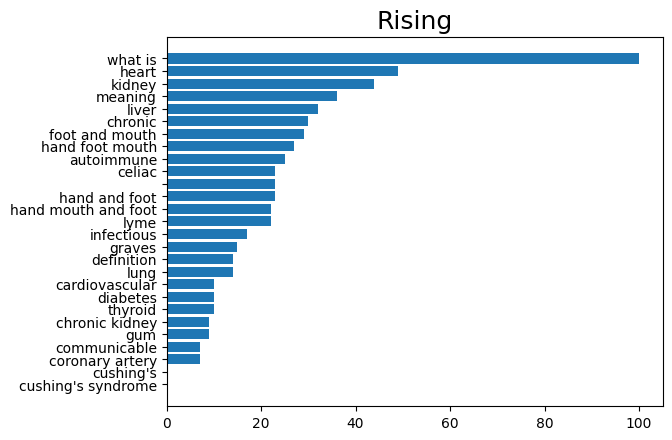 Rising
what is
heart
kidney
meaning
liver
chronic
foot and mouth
hand foot mouth
autoimmune
celiac
hand and foot
hand mouth and foot
lyme
infectious
graves
definition
lung
cardiovascular
diabetes
thyroid
chronic kidney
gum
communicable
coronary artery
cushing's
cushing's syndrome
0 20 40 60 80 100